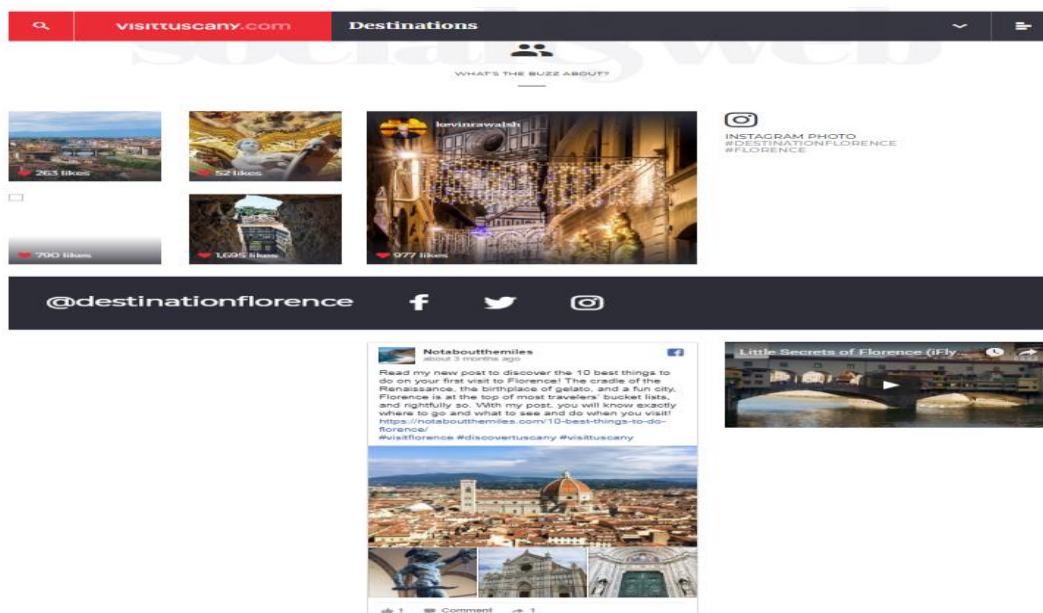 visittuscany.com
Destinations
social & web
WHAT'S THE BUZZ ABOUT?
263 likes
52 likes
kevinrawalsh
INSTAGRAM PHOTO
#DESTINATIONFLORENCE
#FLORENCE
790 likes
1,695 likes
977 likes
@destinationflorence
Notaboutthemiles
about 3 months ago
Read my new post to discover the 10 best things to
do on your first visit to Florence! The cradle of the
Renaissance, the birthplace of gelato, and a fun city,
Florence is at the top of most travelers' bucket lists,
and rightfully so. With my post, you will know exactly
where to go and what to see and do when you visit!
https://notaboutthemiles.com/10-best-things-to-do-
florence/
#visitflorence #discovertuscany #visittuscany
1 Comment 1
Little Secrets of Florence (iFly...